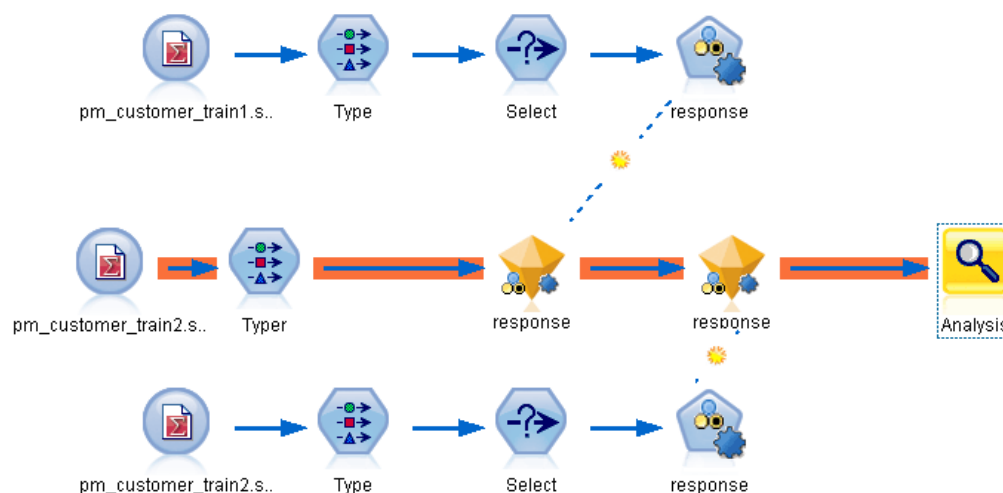 pm_customer_train1.s..
Type
Select
response
pm_customer_train2.s..
Typer
response
response
Analysis
pm_customer_train2.s..
Type
Select
response